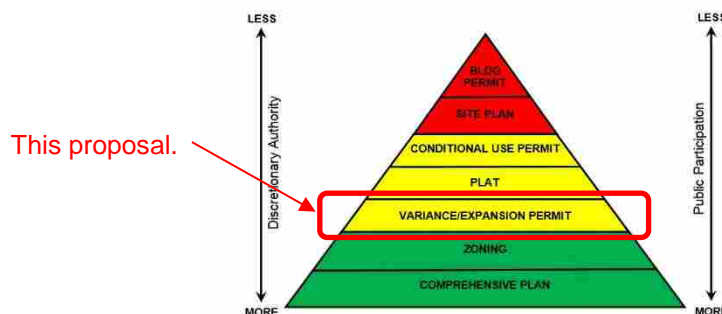 LESS
LESS
BLDG
PERMIT
SITE PLAN
This proposal.
Discretionary Authority
CONDITIONAL USE PERMIT
Public Participation
PLAT
VARIANCE/EXPANSION PERMIT
ZONING
COMPREHENSIVE PLAN
MORE
MORE